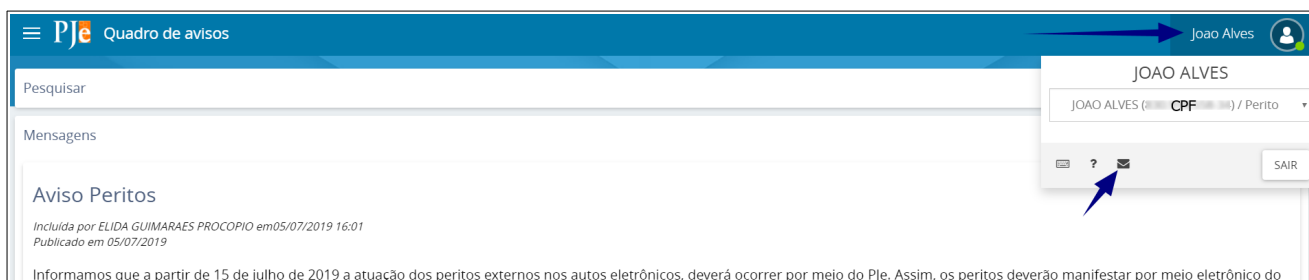 PJe Quadro de avisos Joao Alves
Pesquisar
JOAO ALVES
JOAO ALVES ( CPF ) / Perito
Mensagens
? SAIR
Aviso Peritos
Incluída por ELIDA GUIMARAES PROCOPIO em05/07/2019 16:01
Publicado em 05/07/2019
Informamos que a partir de 15 de julho de 2019 a atuação dos peritos externos nos autos eletrônicos, deverá ocorrer por meio do PJe. Assim, os peritos deverão manifestar por meio eletrônico do